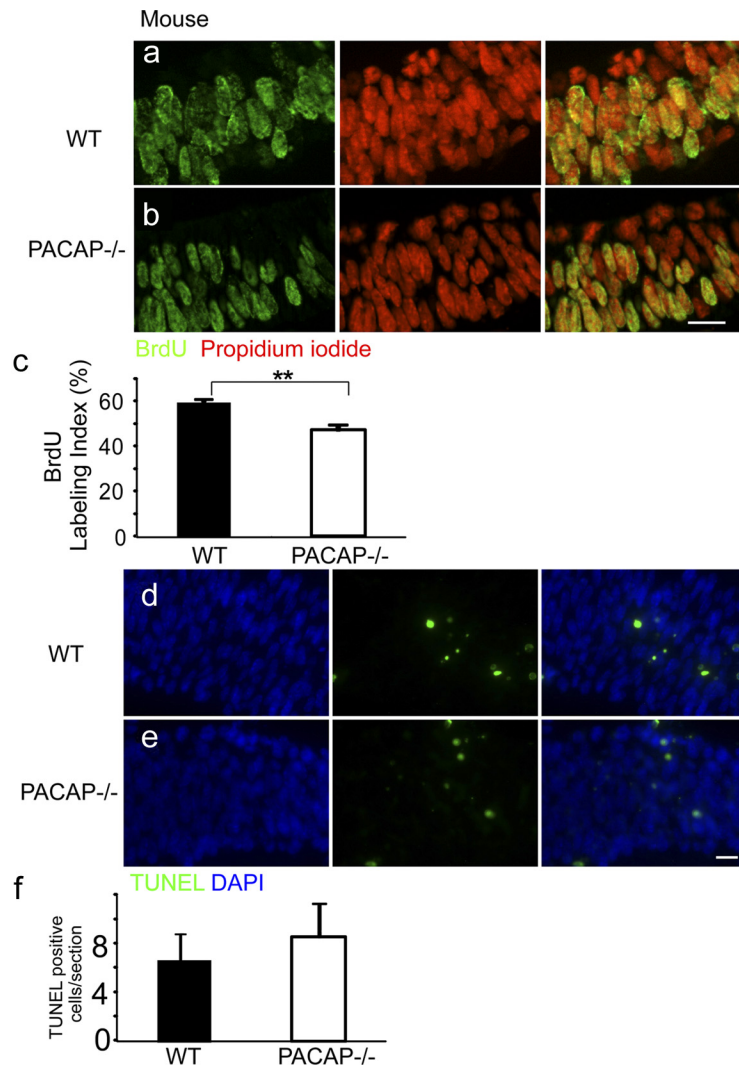 Mouse
a
WT
b
PACAP-/-
BrdU Propidium iodide
c
**
BrdU
Labeling Index (%)
60
40
20
0
WT PACAP-/-
d
WT
e
PACAP-/-
TUNEL DAPI
f
TUNEL positive
cells/section
8
4
0
WT PACAP-/-